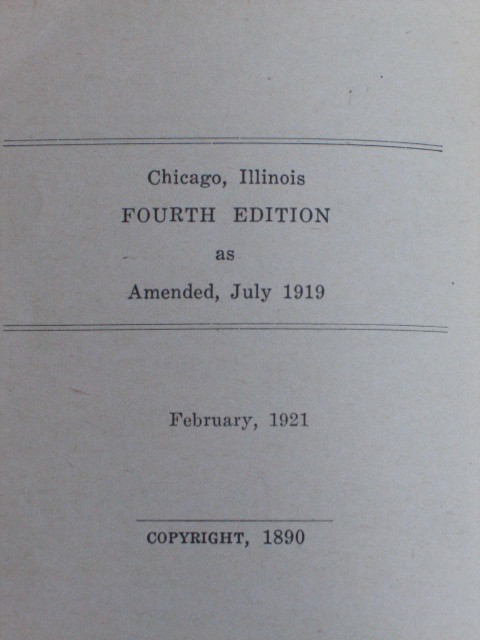 Chicago, Illinois
FOURTH EDITION
as
Amended, July 1919
February, 1921
COPYRIGHT, 1890